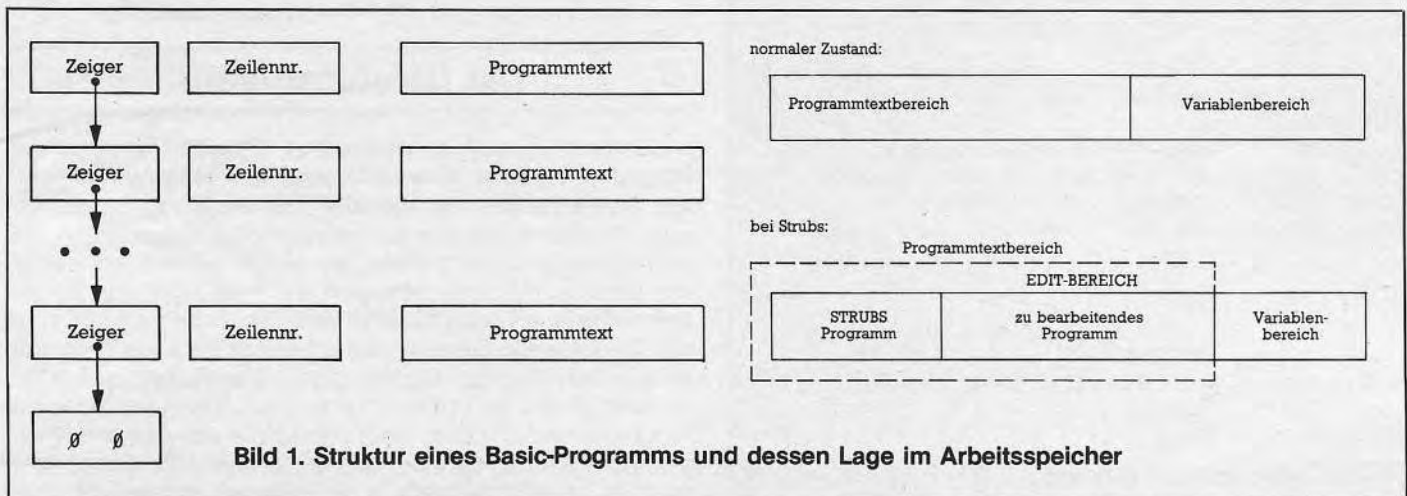 Zeiger Zeilennr. Programmtext
Zeiger Zeilennr. Programmtext
Zeiger Zeilennr. Programmtext
Ø Ø
normaler Zustand:
Programmtextbereich Variablenbereich
bei Strubs:
Programmtextbereich
EDIT-BEREICH
STRUBS
Programm
zu bearbeitendes
Programm
Variablen-
bereich
Bild 1. Struktur eines Basic-Programms und dessen Lage im Arbeitsspeicher